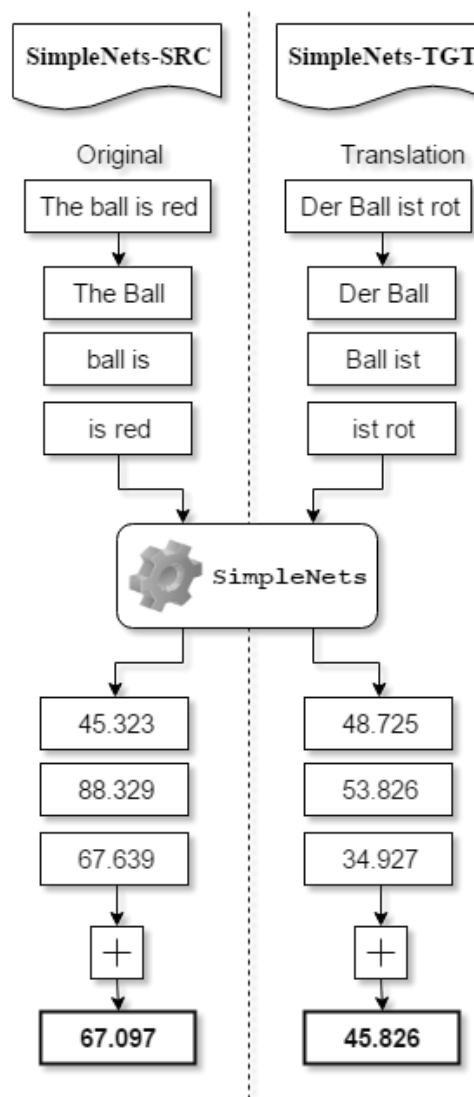 SimpleNets-SRC
SimpleNets-TGT
Original
Translation
The ball is red
Der Ball ist rot
The Ball
Der Ball
ball is
Ball ist
is red
ist rot
SimpleNets
45.323
48.725
88.329
53.826
67.639
34.927
+
+
67.097
45.826